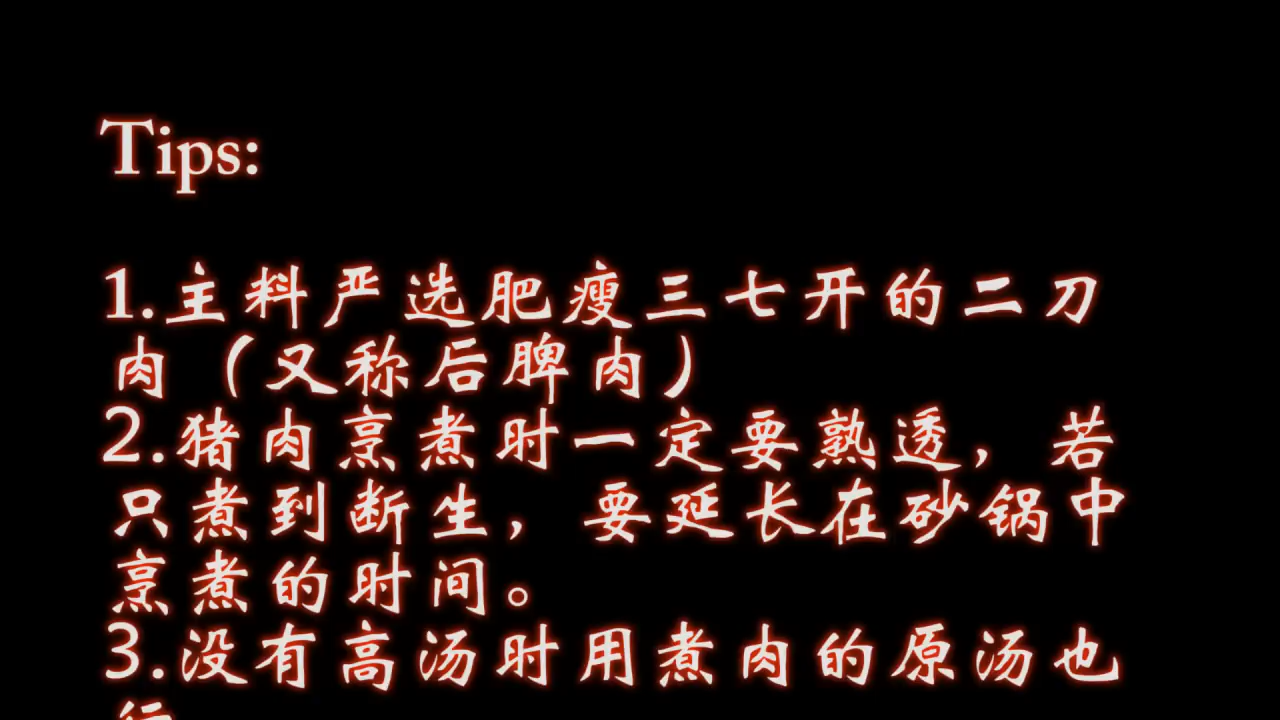 Tips:
1.主料严选肥瘦三七开的二刀
肉（又称后脾肉）
2.猪肉烹煮时一定要熟透，若
只煮到断生，要延长在砂锅中
烹煮的时间。
3.没有高汤时用煮肉的原汤也